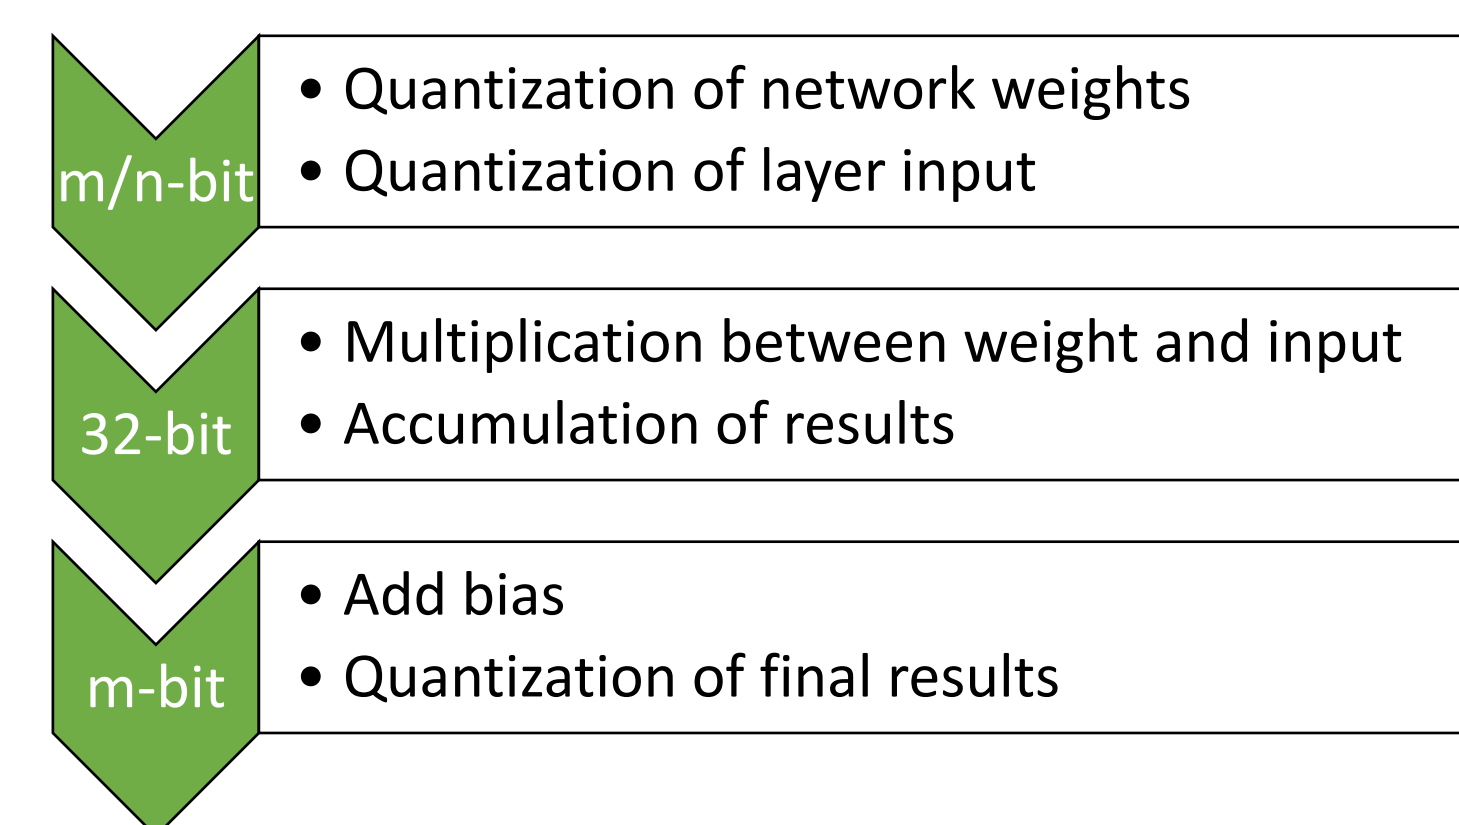 m/n-bit
• Quantization of network weights
• Quantization of layer input
32-bit
• Multiplication between weight and input
• Accumulation of results
m-bit
• Add bias
• Quantization of final results